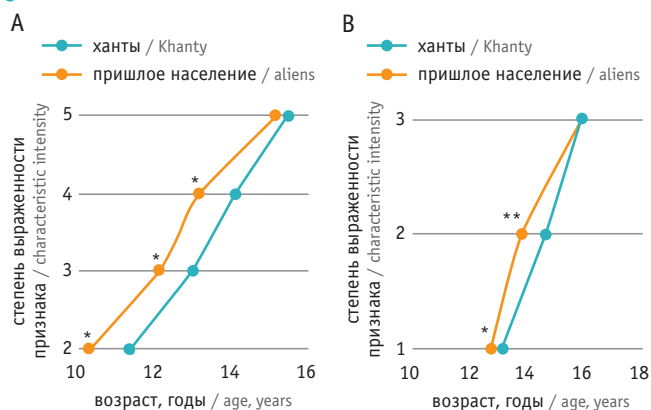 A
ханты / Khanty
пришлое население / aliens
степень выраженности
признака / characteristic intensity
5
4
3
2
*
*
*
*
10
12
14
16
возраст, годы / age, years
B
ханты / Khanty
пришлое население / aliens
степень выраженности
признака / characteristic intensity
3
2
1
**
*
10
12
14
16
18
возраст, годы / age, years